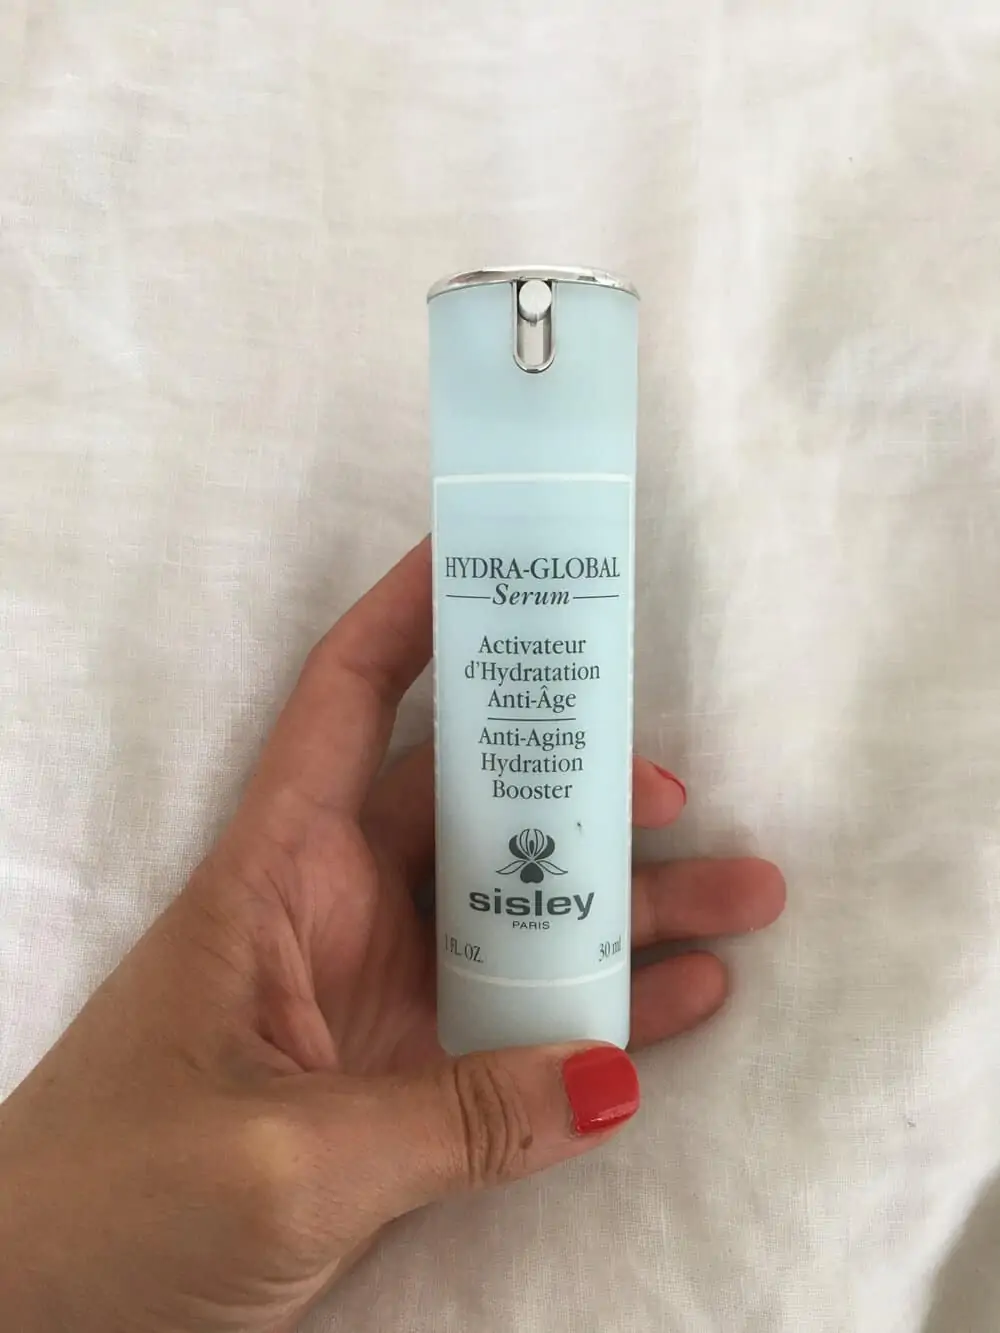 HYDRA-GLOBAL
Serum
Activateur
d'Hydratation
Anti-Âge
Anti-Aging
Hydration
Booster
sisley
PARIS
1 FL. OZ. 30 ml